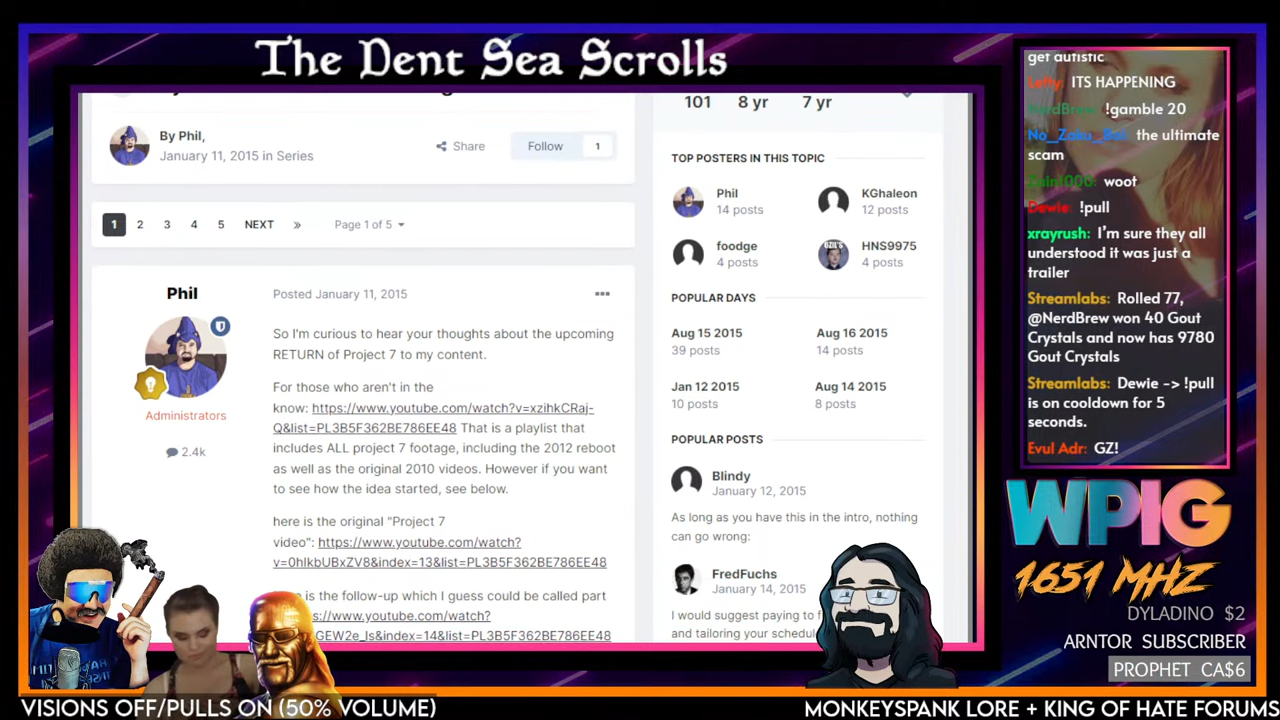 The Dent Sea Scrolls
By Phil,
January 11, 2015 in Series
Share
Follow
1
1 2 3 4 5 NEXT »
Page 1 of 5
Phil
Administrators
2.4k
Posted January 11, 2015
So I'm curious to hear your thoughts about the upcoming
RETURN of Project 7 to my content.
For those who aren't in the
know: https://www.youtube.com/watch?v=xzihkCRaj-
Q&list=PL3B5F362BE786EE48 That is a playlist that
includes ALL project 7 footage, including the 2012 reboot
as well as the original 2010 videos. However if you want
to see how the idea started, see below.
here is the original "Project 7
video": https://www.youtube.com/watch?
v=0hIkbUBxZV8&index=13&list=PL3B5F362BE786EE48
is the follow-up which I guess could be called part
s://www.youtube.com/watch?
GEW2e_ls&index=14&list=PL3B5F362BE786EE48
101 8 yr 7 yr
TOP POSTERS IN THIS TOPIC
Phil
14 posts
KGhaleon
12 posts
foodge
4 posts
HNS9975
4 posts
POPULAR DAYS
Aug 15 2015
39 posts
Aug 16 2015
14 posts
Jan 12 2015
10 posts
Aug 14 2015
8 posts
POPULAR POSTS
Blindy
January 12, 2015
As long as you have this in the intro, nothing
can go wrong:
FredFuchs
January 14, 2015
I would suggest paying to
and tailoring your
get autistic
Lefty: ITS HAPPENING
NerdBrew: !gamble 20
No_Zaku_Boi: the ultimate
scam
woot
Dewie: !pull
xrayrush: I'm sure they all
understood it was just a
trailer
Streamlabs: Rolled 77,
@NerdBrew won 40 Gout
Crystals and now has 9780
Gout Crystals
Streamlabs: Dewie -> !pull
is on cooldown for 5
seconds.
Evul Adr: GZ!
WPIG
1651 MHZ
DYLADINO $2
ARNTOR SUBSCRIBER
PROPHET CA$6
VISIONS OFF/PULLS ON (50% VOLUME)
MONKEYSPANK LORE + KING OF HATE FORUMS